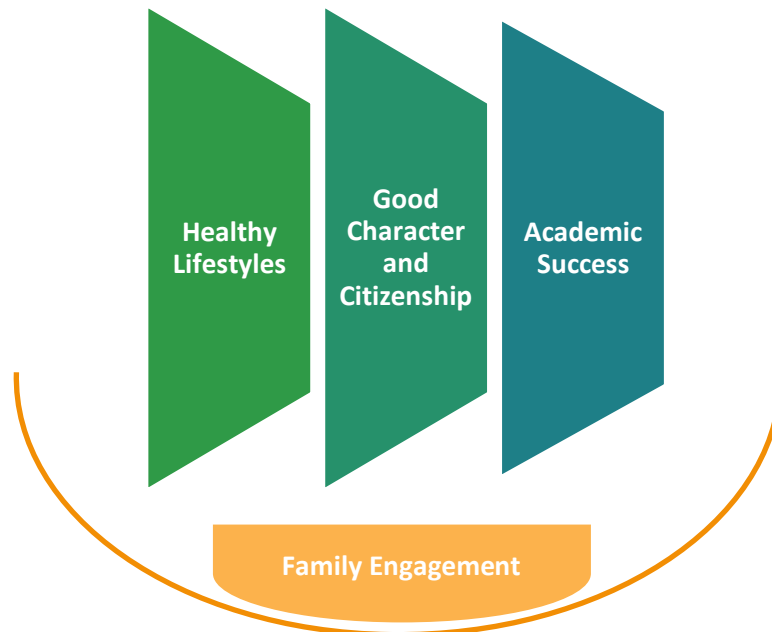 Healthy
Lifestyles
Good
Character
and
Citizenship
Academic
Success
Family Engagement